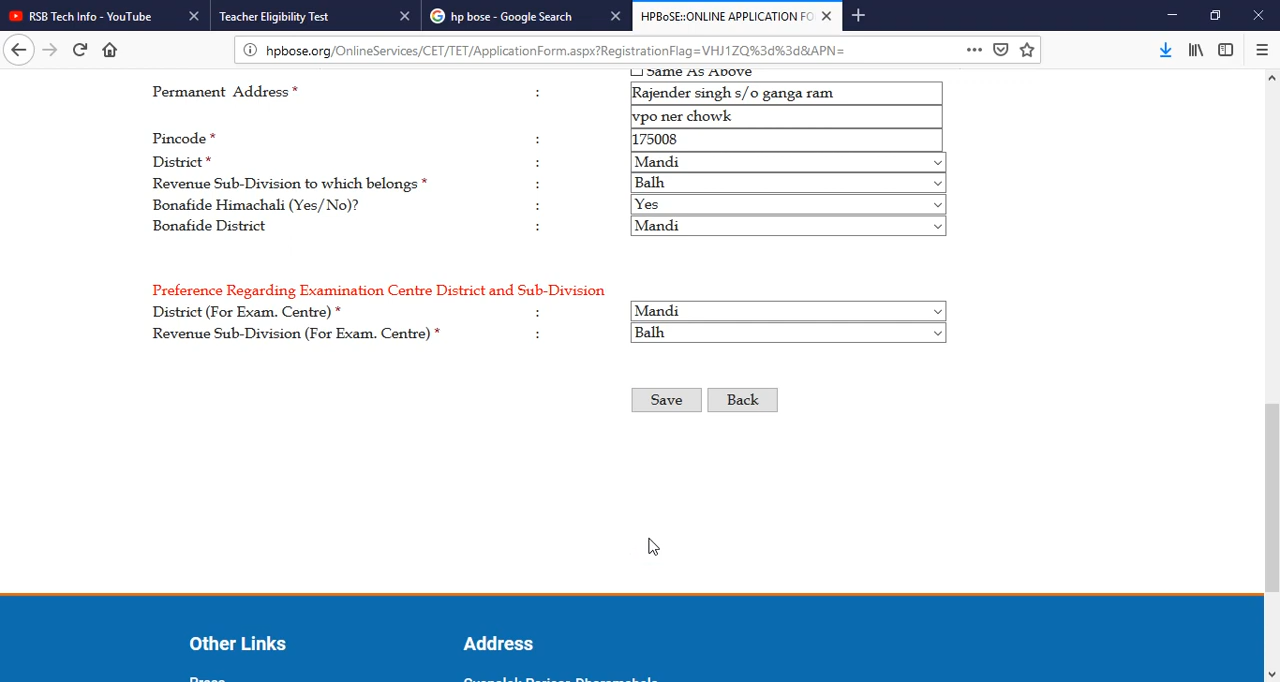 RSB Tech Info - YouTube
Teacher Eligibility Test
hp bose - Google Search
HPBoSE::ONLINE APPLICATION FO
hpbose.org/OnlineServices/CET/TET/ApplicationForm.aspx?RegistrationFlag=VHJ1ZQ%3d%3d&APN=
Same As Above
Permanent Address * : Rajender singh s/o ganga ram
vpo ner chowk
Pincode * : 175008
District * : Mandi
Revenue Sub-Division to which belongs * : Balh
Bonafide Himachali (Yes/No)? : Yes
Bonafide District : Mandi
Preference Regarding Examination Centre District and Sub-Division
District (For Exam. Centre) * : Mandi
Revenue Sub-Division (For Exam. Centre) * : Balh
Save Back
Other Links
Address